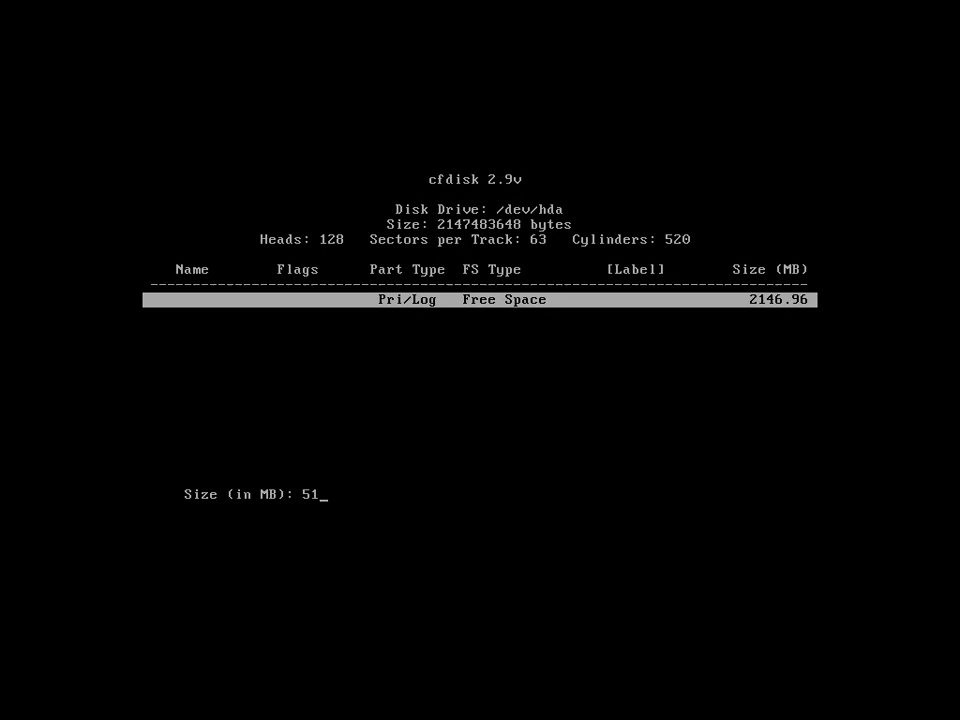 cfdisk 2.9v
Disk Drive: /dev/hda
Size: 2147483648 bytes
Heads: 128   Sectors per Track: 63   Cylinders: 520
Name   Flags   Part Type   FS Type   [Label]   Size (MB)
--------------------------------------------------------------------------------
Pri/Log   Free Space   2146.96
Size (in MB): 51_